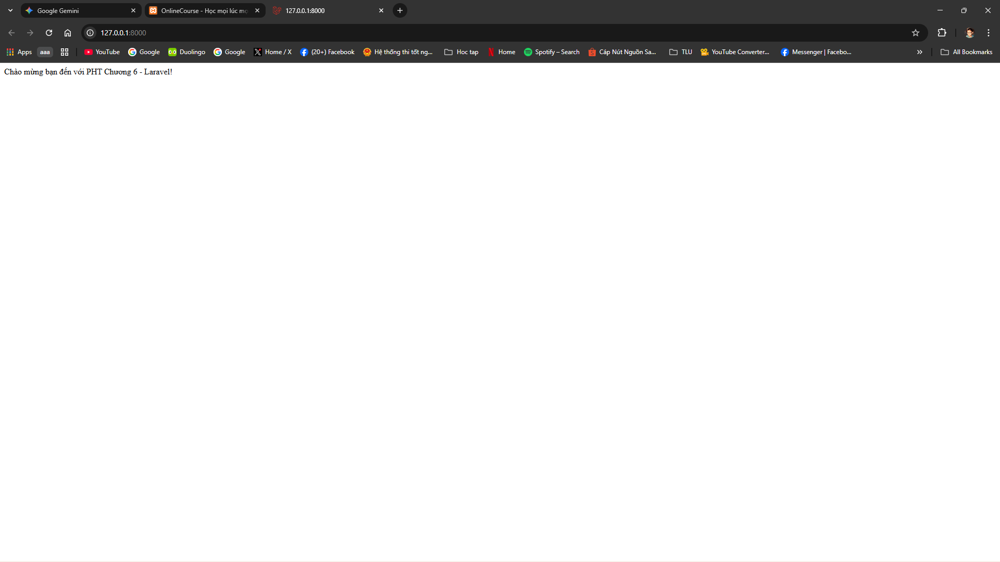 Google Gemini
OnlineCourse - Học mọi lúc mọ
127.0.0.1:8000
127.0.0.1:8000
Apps aaa YouTube Google Duolingo Google Home / X (20+) Facebook Hệ thống thi tốt ng... Hoc tap Home Spotify – Search Cáp Nút Nguồn Sa... TLU YouTube Converter... Messenger | Facebo... All Bookmarks
Chào mừng bạn đến với PHT Chương 6 - Laravel!